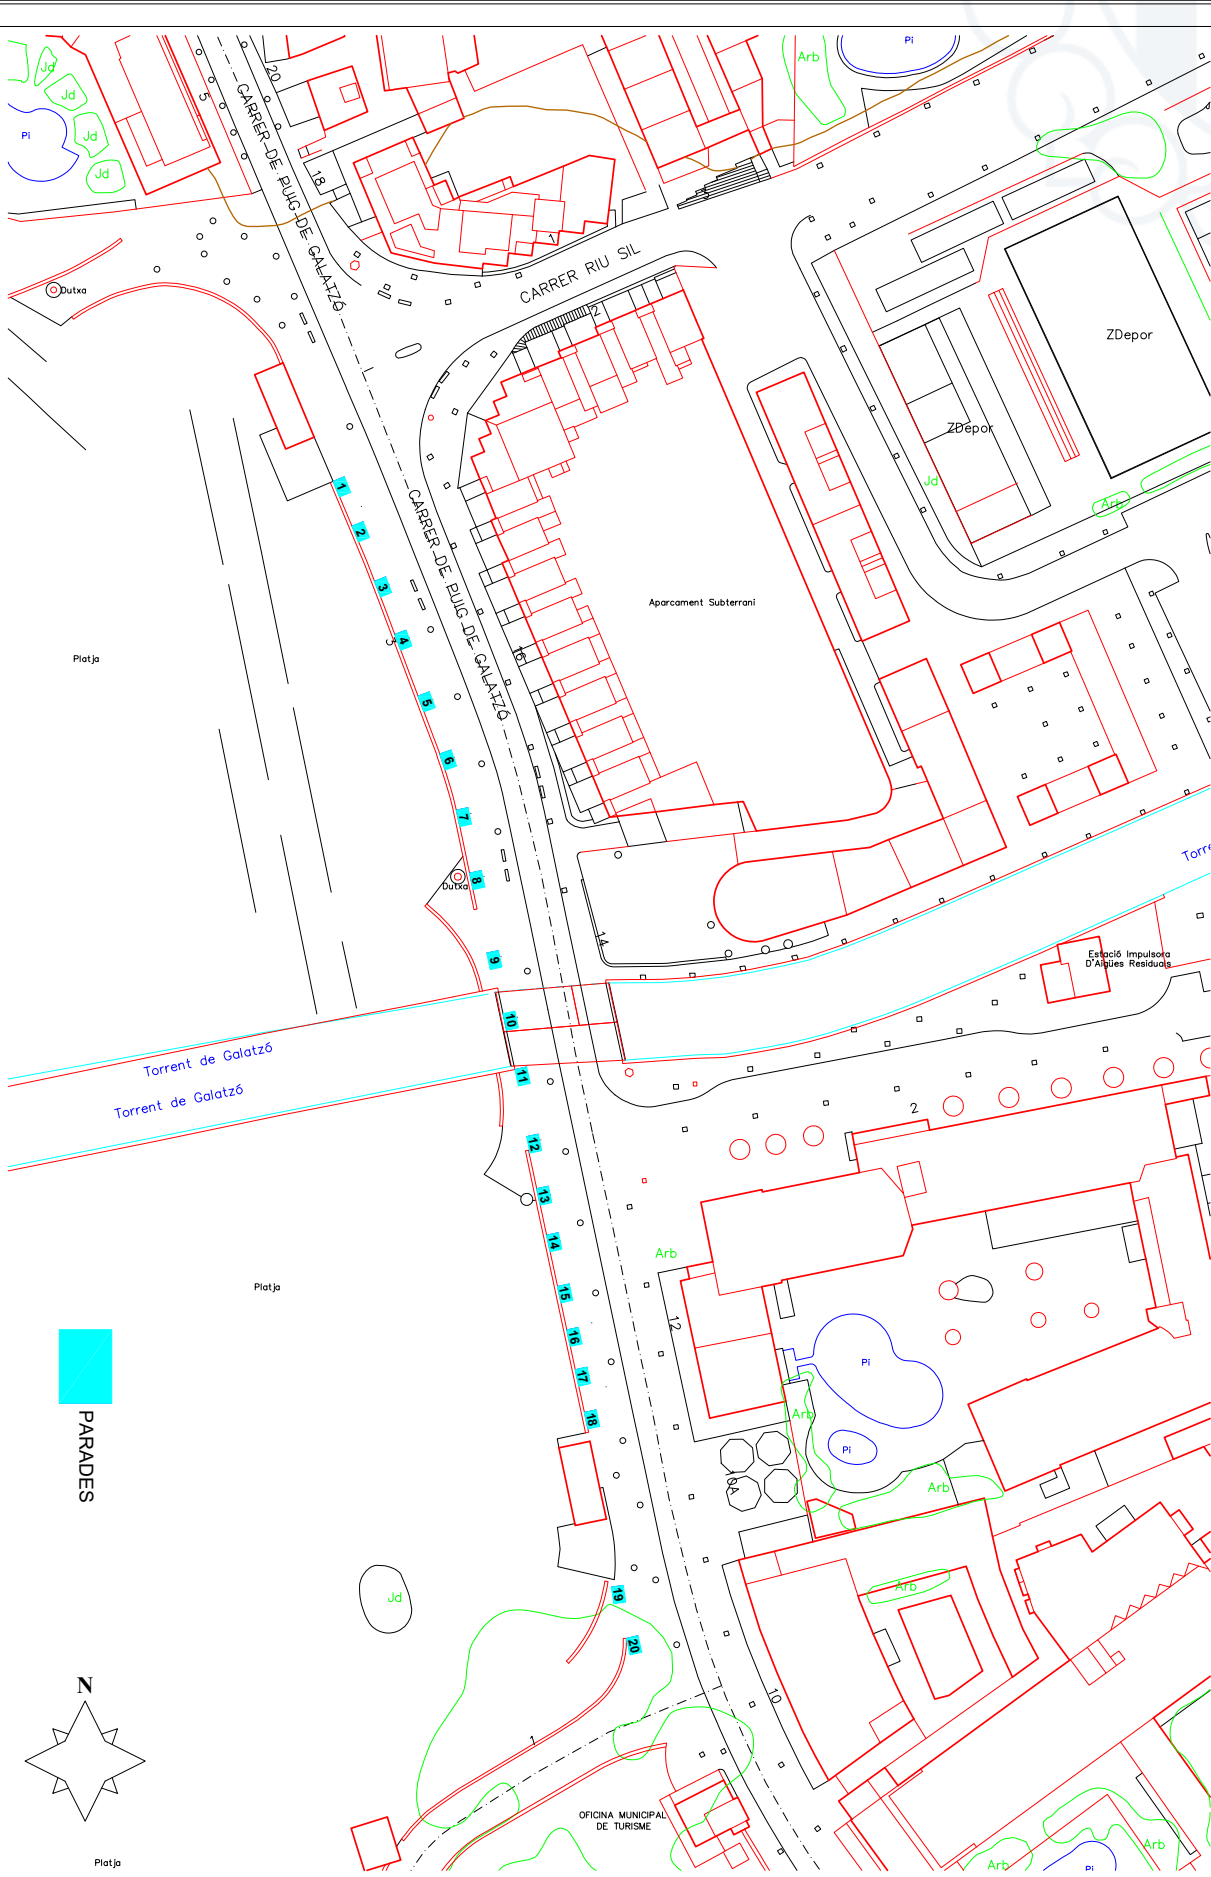 Pi
Arb
Jd
Jd
Jd
Jd
Pi
20
5
CARRER DE PUIG DE GALATZÓ
18
3
1
CARRER RIU SIL
Dutxa
2
ZDepor
ZDepor
Jd
Arb
1
2
3
4
5
6
7
8
9
10
11
12
13
14
15
16
17
18
19
20
CARRER DE PUIG DE GALATZÓ
3
16
Aparcament Subterrani
Platja
Dutxa
14
Torre
Estació Impulsora
D'Aigües Residuals
Torrent de Galatzó
Torrent de Galatzó
2
Arb
12
Platja
Pi
Arb
Pi
Arb
10A
PARADES
Jd
Arb
10
N
1
OFICINA MUNICIPAL
DE TURISME
Arb
Arb
Pi
Platja